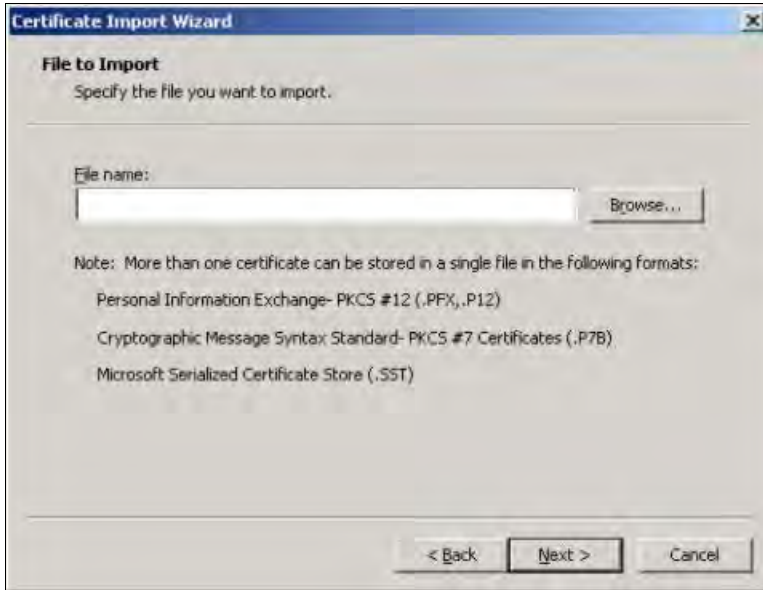 Certificate Import Wizard
File to Import
Specify the file you want to import.
File name:
Browse...
Note: More than one certificate can be stored in a single file in the following formats:
Personal Information Exchange- PKCS #12 (.PFX,.P12)
Cryptographic Message Syntax Standard- PKCS #7 Certificates (.P7B)
Microsoft Serialized Certificate Store (.SST)
< Back Next > Cancel